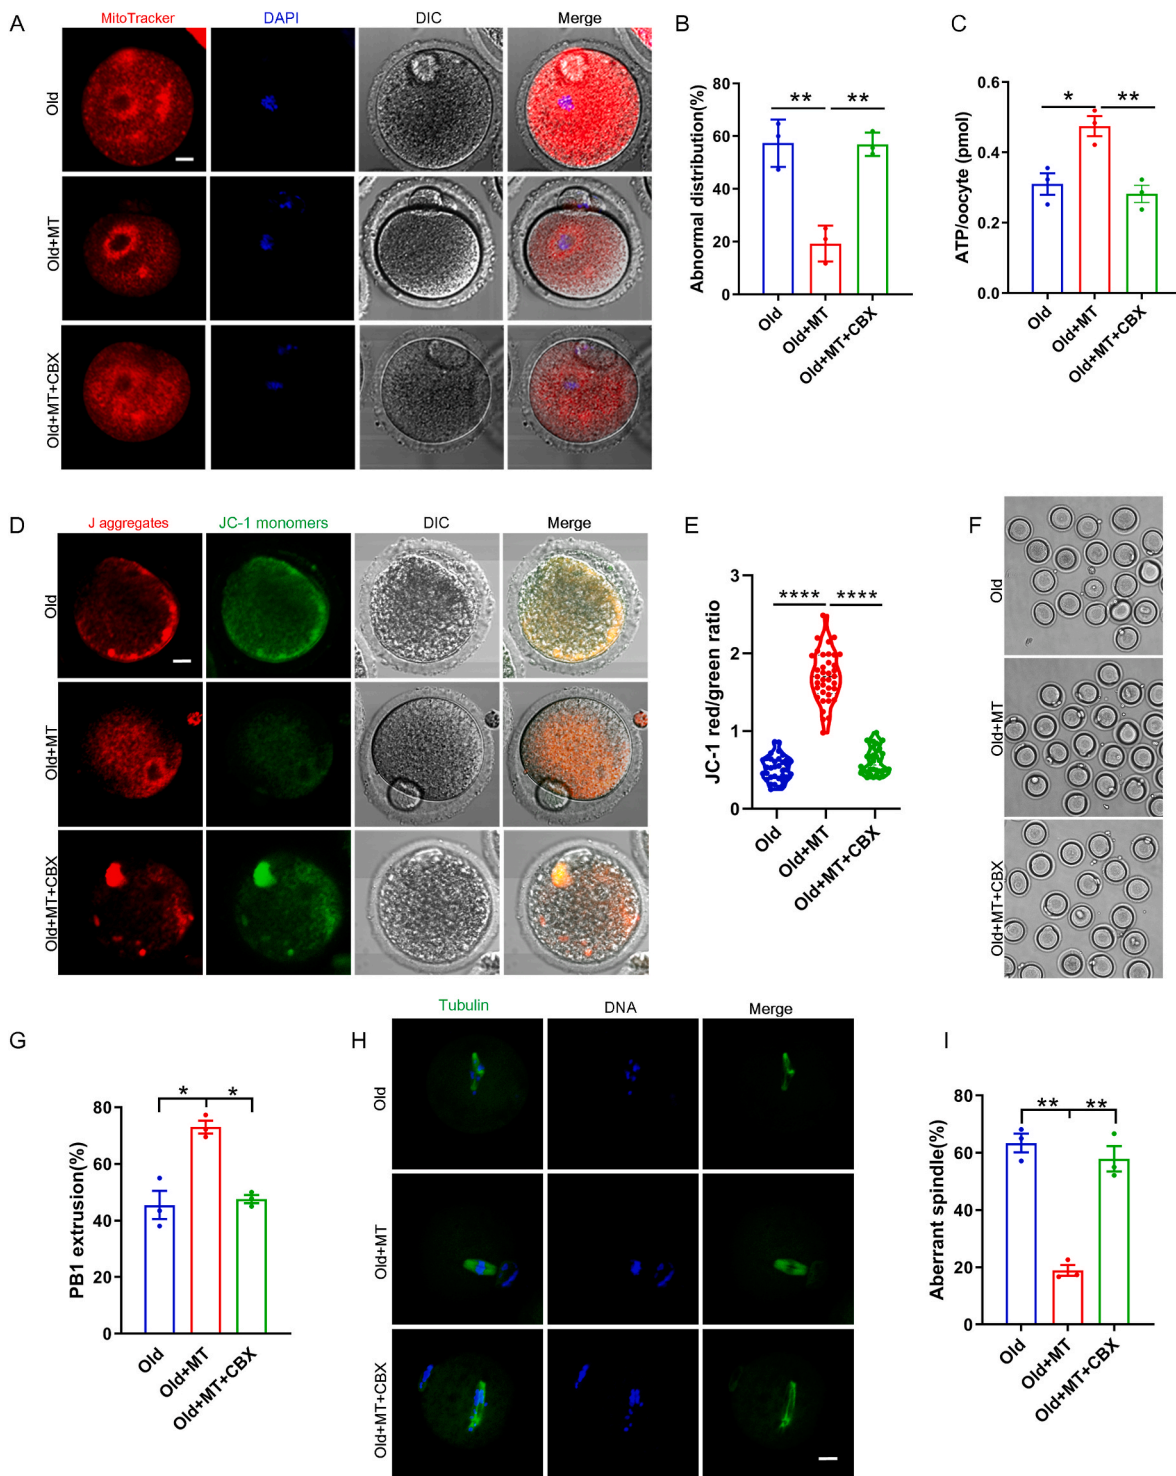 A
MitoTracker
DAPI
DIC
Merge
Old
Old+MT
Old+MT+CBX
B
Abnormal distribution(%)
80
60
40
20
0
** **
Old
Old+MT
Old+MT+CBX
C
ATP/oocyte (pmol)
0.6
0.4
0.2
0.0
* **
Old
Old+MT
Old+MT+CBX
D
J aggregates
JC-1 monomers
DIC
Merge
Old
Old+MT
Old+MT+CBX
E
JC-1 red/green ratio
3
2
1
0
**** ****
Old
Old+MT
Old+MT+CBX
F
Old
Old+MT
Old+MT+CBX
G
PB1 extrusion(%)
80
60
40
20
0
* *
Old
Old+MT
Old+MT+CBX
H
Tubulin
DNA
Merge
Old
Old+MT
Old+MT+CBX
I
Aberrant spindle(%)
80
60
40
20
0
** **
Old
Old+MT
Old+MT+CBX